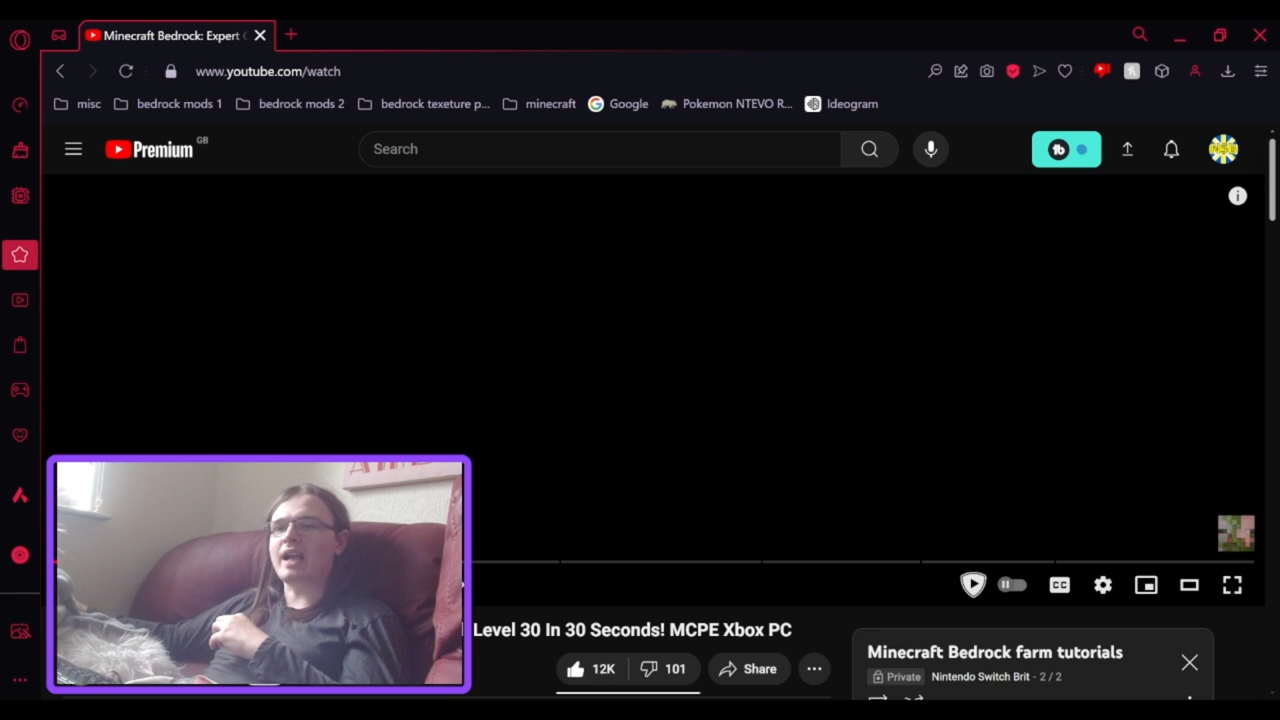 Minecraft Bedrock: Expert
www.youtube.com/watch
misc
bedrock mods 1
bedrock mods 2
bedrock texeture p...
minecraft
Google
Pokemon NTEVO R...
Ideogram
Premium
GB
Search
CC
Level 30 In 30 Seconds! MCPE Xbox PC
12K
101
Share
Minecraft Bedrock farm tutorials
Private
Nintendo Switch Brit - 2 / 2